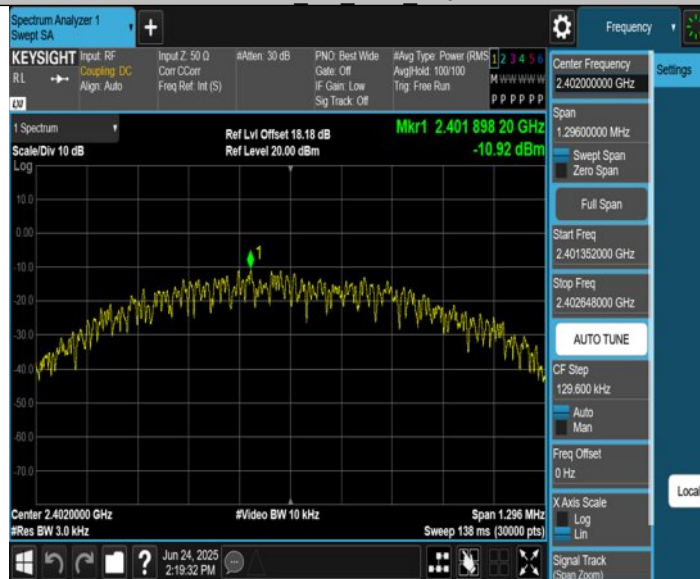 Spectrum Analyzer 1
Swept SA
+
Frequency
KEYSIGHT
RL
LXI
Input: RF
Coupling: DC
Align: Auto
Input Z: 50 Ω
Corr CCorr
Freq Ref: Int (S)
#Atten: 30 dB
PNO: Best Wide
Gate: Off
IF Gain: Low
Sig Track: Off
#Avg Type: Power (RMS
Avg|Hold: 100/100
Trig: Free Run
1 2 3 4 5 6
M W W W W W
P P P P P P
1 Spectrum
Scale/Div 10 dB
Log
Ref Lvl Offset 18.18 dB
Ref Level 20.00 dBm
Mkr1 2.401 898 20 GHz
-10.92 dBm
10.0
0.00
-10.0
-20.0
-30.0
-40.0
-50.0
-60.0
-70.0
1
Center 2.4020000 GHz
#Res BW 3.0 kHz
#Video BW 10 kHz
Span 1.296 MHz
Sweep 138 ms (30000 pts)
Center Frequency
2.402000000 GHz
Settings
Span
1.29600000 MHz
Swept Span
Zero Span
Full Span
Start Freq
2.401352000 GHz
Stop Freq
2.402648000 GHz
AUTO TUNE
CF Step
129.600 kHz
Auto
Man
Freq Offset
0 Hz
X Axis Scale
Log
Lin
Local
Signal Track
(Span Zoom)
?
Jun 24, 2025
2:19:32 PM